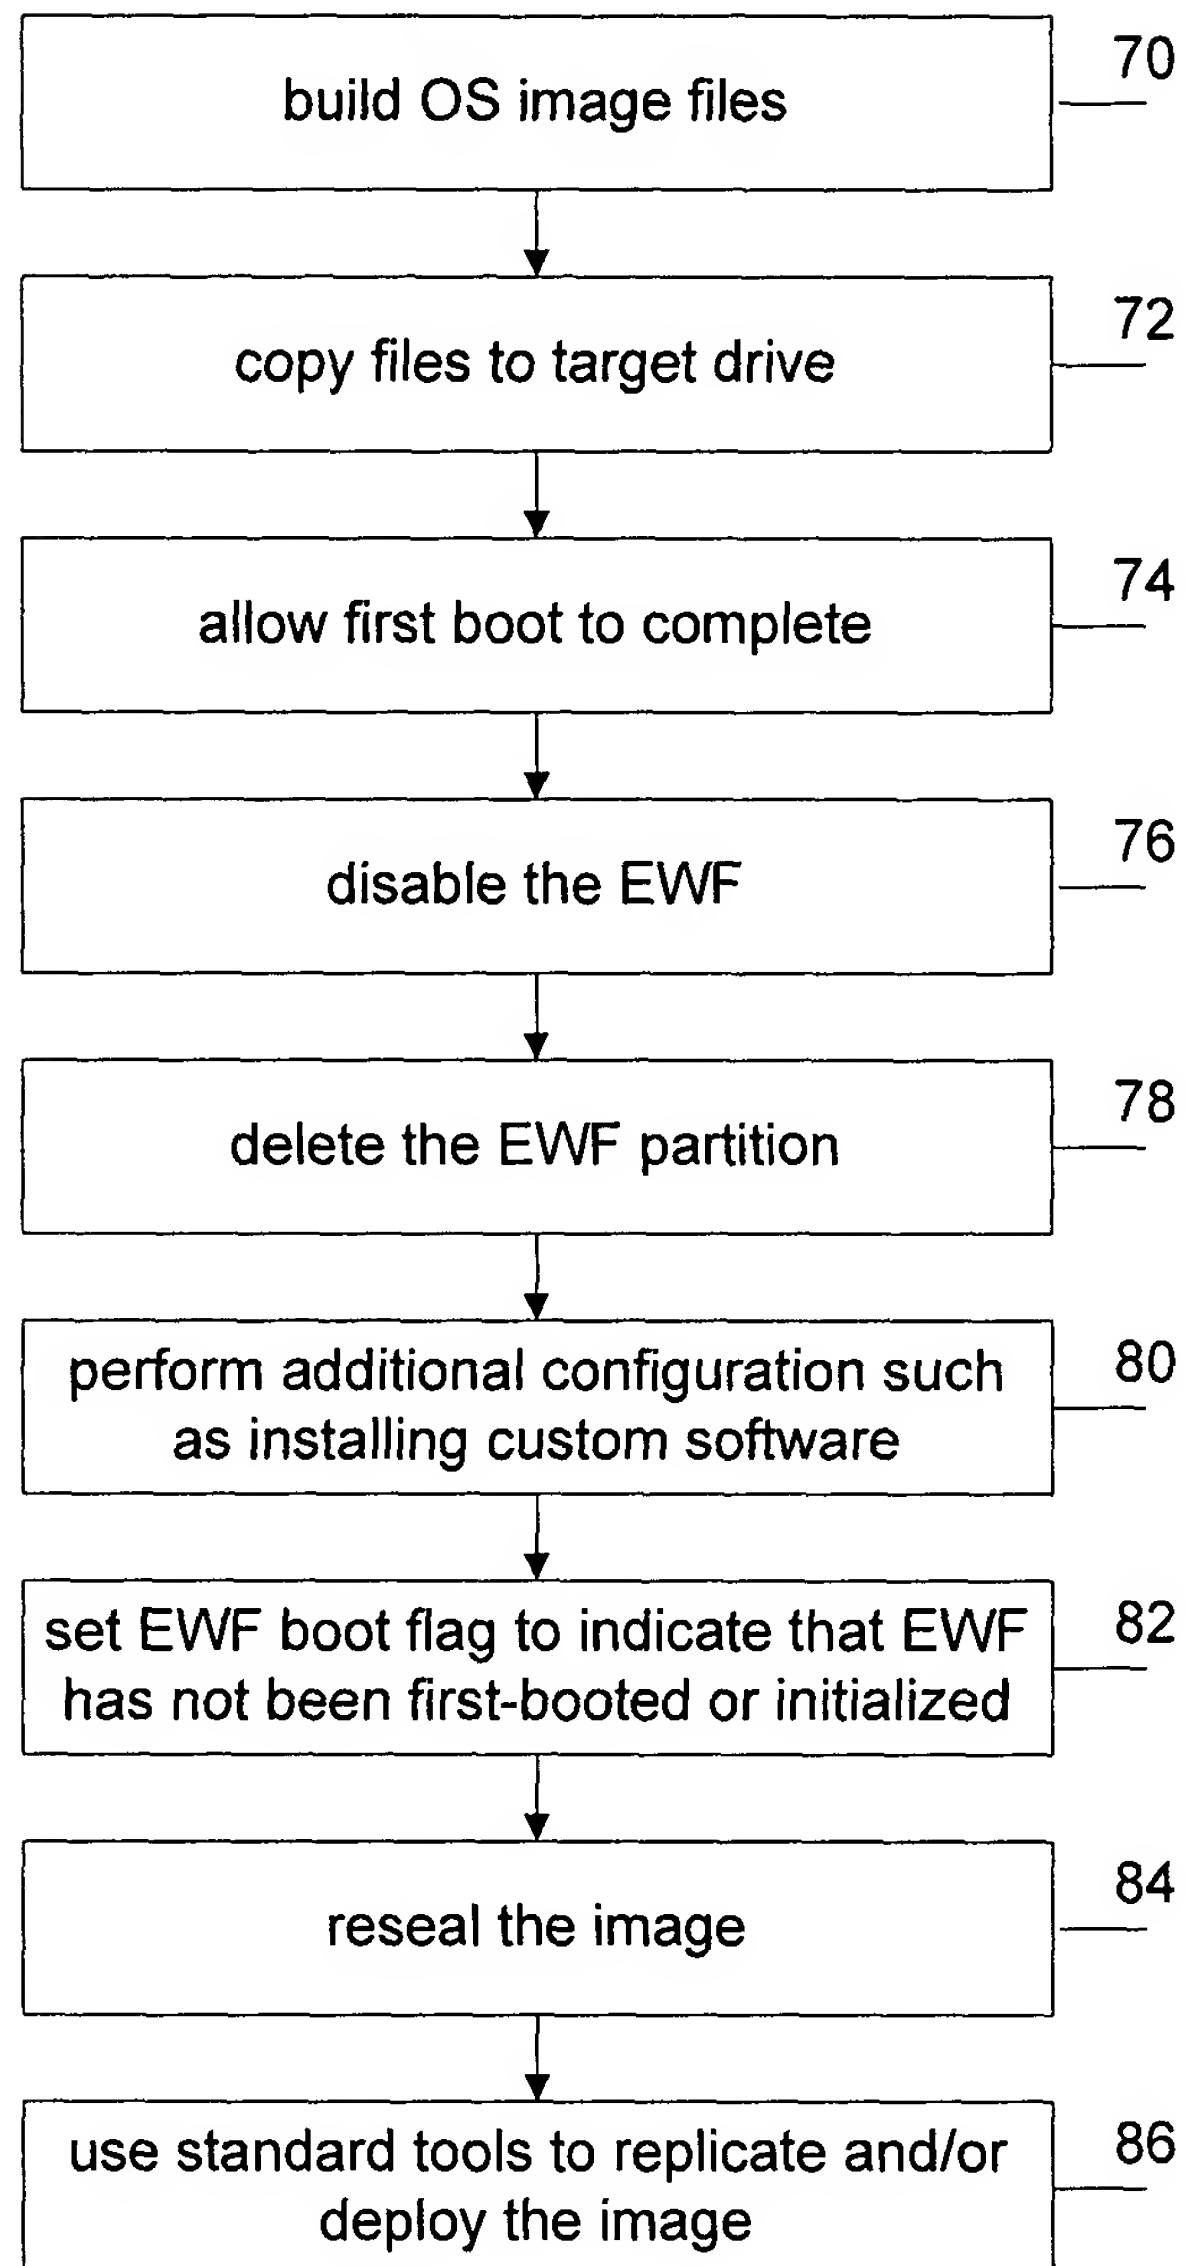 70
build OS image files
72
copy files to target drive
74
allow first boot to complete
76
disable the EWF
78
delete the EWF partition
80
perform additional configuration such
as installing custom software
82
set EWF boot flag to indicate that EWF
has not been first-booted or initialized
84
reseal the image
86
use standard tools to replicate and/or
deploy the image